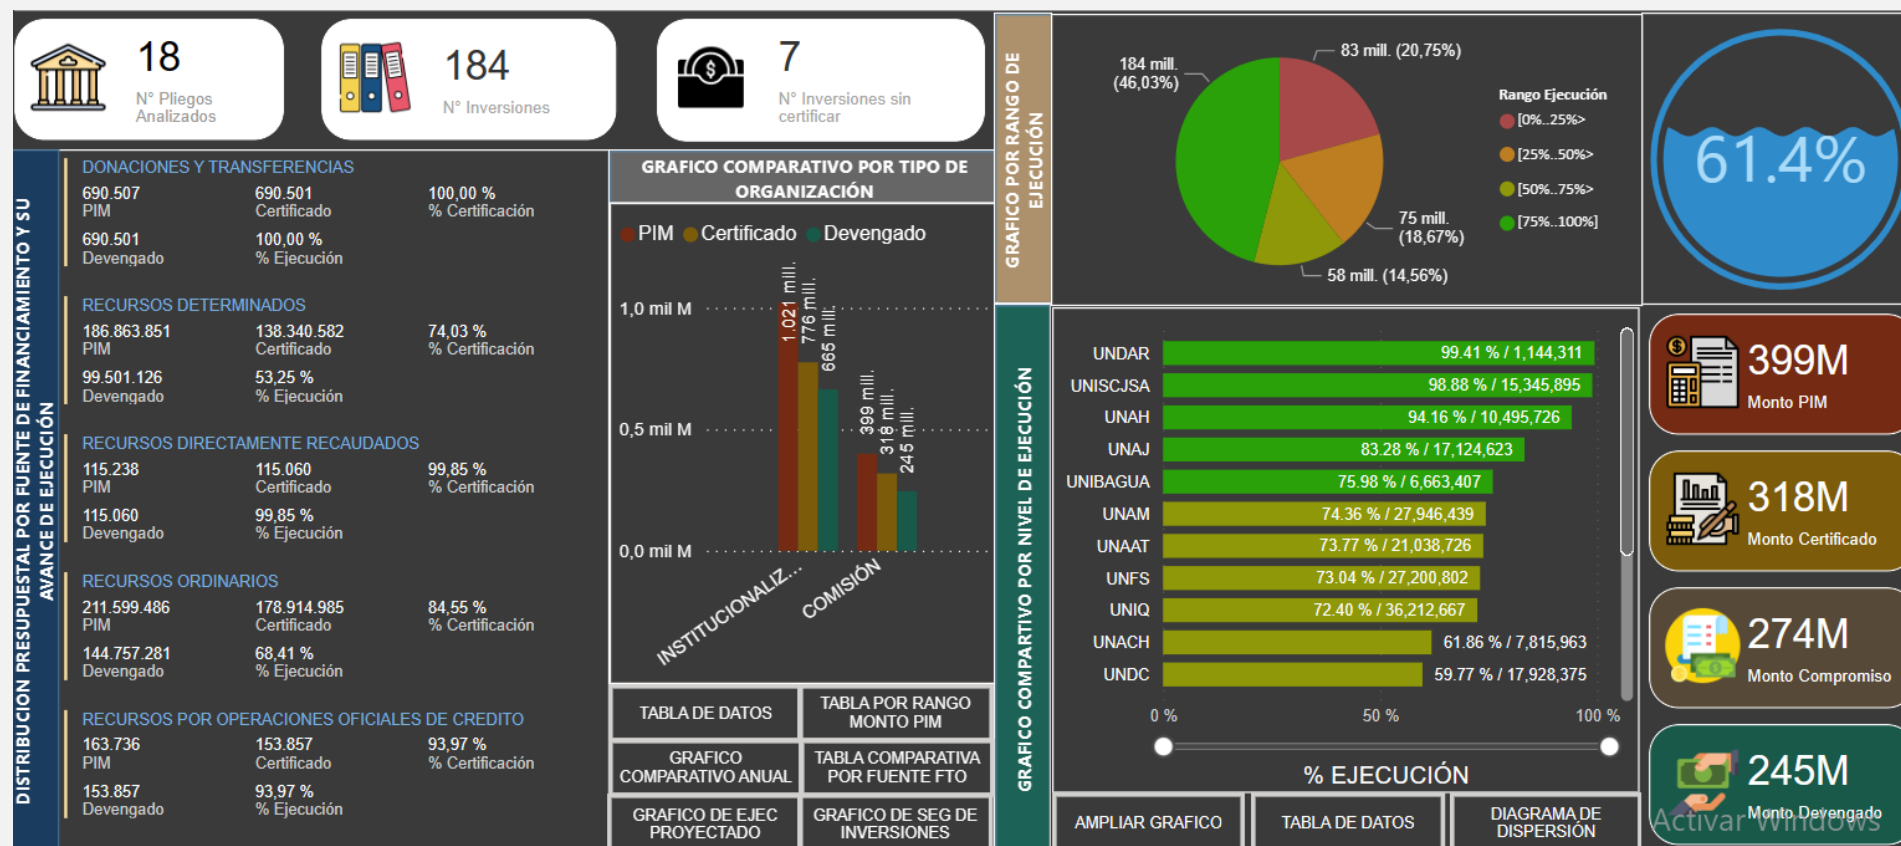 18
N° Pliegos
Analizados
184
N° Inversiones
7
N° Inversiones sin
certificar
DISTRIBUCION PRESUPUESTAL POR FUENTE DE FINANCIAMIENTO Y SU
AVANCE DE EJECUCIÓN
DONACIONES Y TRANSFERENCIAS
690.507 690.501 100,00 %
PIM Certificado % Certificación
690.501 100,00 %
Devengado % Ejecución
RECURSOS DETERMINADOS
186.863.851 138.340.582 74,03 %
PIM Certificado % Certificación
99.501.126 53,25 %
Devengado % Ejecución
RECURSOS DIRECTAMENTE RECAUDADOS
115.238 115.060 99,85 %
PIM Certificado % Certificación
115.060 99,85 %
Devengado % Ejecución
RECURSOS ORDINARIOS
211.599.486 178.914.985 84,55 %
PIM Certificado % Certificación
144.757.281 68,41 %
Devengado % Ejecución
RECURSOS POR OPERACIONES OFICIALES DE CREDITO
163.736 153.857 93,97 %
PIM Certificado % Certificación
153.857 93,97 %
Devengado % Ejecución
GRAFICO COMPARATIVO POR TIPO DE
ORGANIZACIÓN
PIM Certificado Devengado
1,0 mil M
0,5 mil M
0,0 mil M
1.021 mill.
776 mill.
665 mill.
399 mill.
318 mill.
245 mill.
INSTITUCIONALIZ...
COMISIÓN
TABLA DE DATOS
TABLA POR RANGO
MONTO PIM
GRAFICO
COMPARATIVO ANUAL
TABLA COMPARATIVA
POR FUENTE FTO
GRAFICO DE EJEC
PROYECTADO
GRAFICO DE SEG DE
INVERSIONES
GRAFICO POR RANGO DE
EJECUCIÓN
184 mill.
(46,03%)
83 mill. (20,75%)
75 mill.
(18,67%)
58 mill. (14,56%)
Rango Ejecución
[0%..25%>
[25%..50%>
[50%..75%>
[75%..100%]
61.4%
GRAFICO COMPARTIVO POR NIVEL DE EJECUCIÓN
UNDAR 99.41 % / 1,144,311
UNISCJSA 98.88 % / 15,345,895
UNAH 94.16 % / 10,495,726
UNAJ 83.28 % / 17,124,623
UNIBAGUA 75.98 % / 6,663,407
UNAM 74.36 % / 27,946,439
UNAAT 73.77 % / 21,038,726
UNFS 73.04 % / 27,200,802
UNIQ 72.40 % / 36,212,667
UNACH 61.86 % / 7,815,963
UNDC 59.77 % / 17,928,375
0 % 50 % 100 %
% EJECUCIÓN
AMPLIAR GRAFICO
TABLA DE DATOS
DIAGRAMA DE
DISPERSIÓN
399M
Monto PIM
318M
Monto Certificado
274M
Monto Compromiso
245M
Monto Devengado
Activar Windows